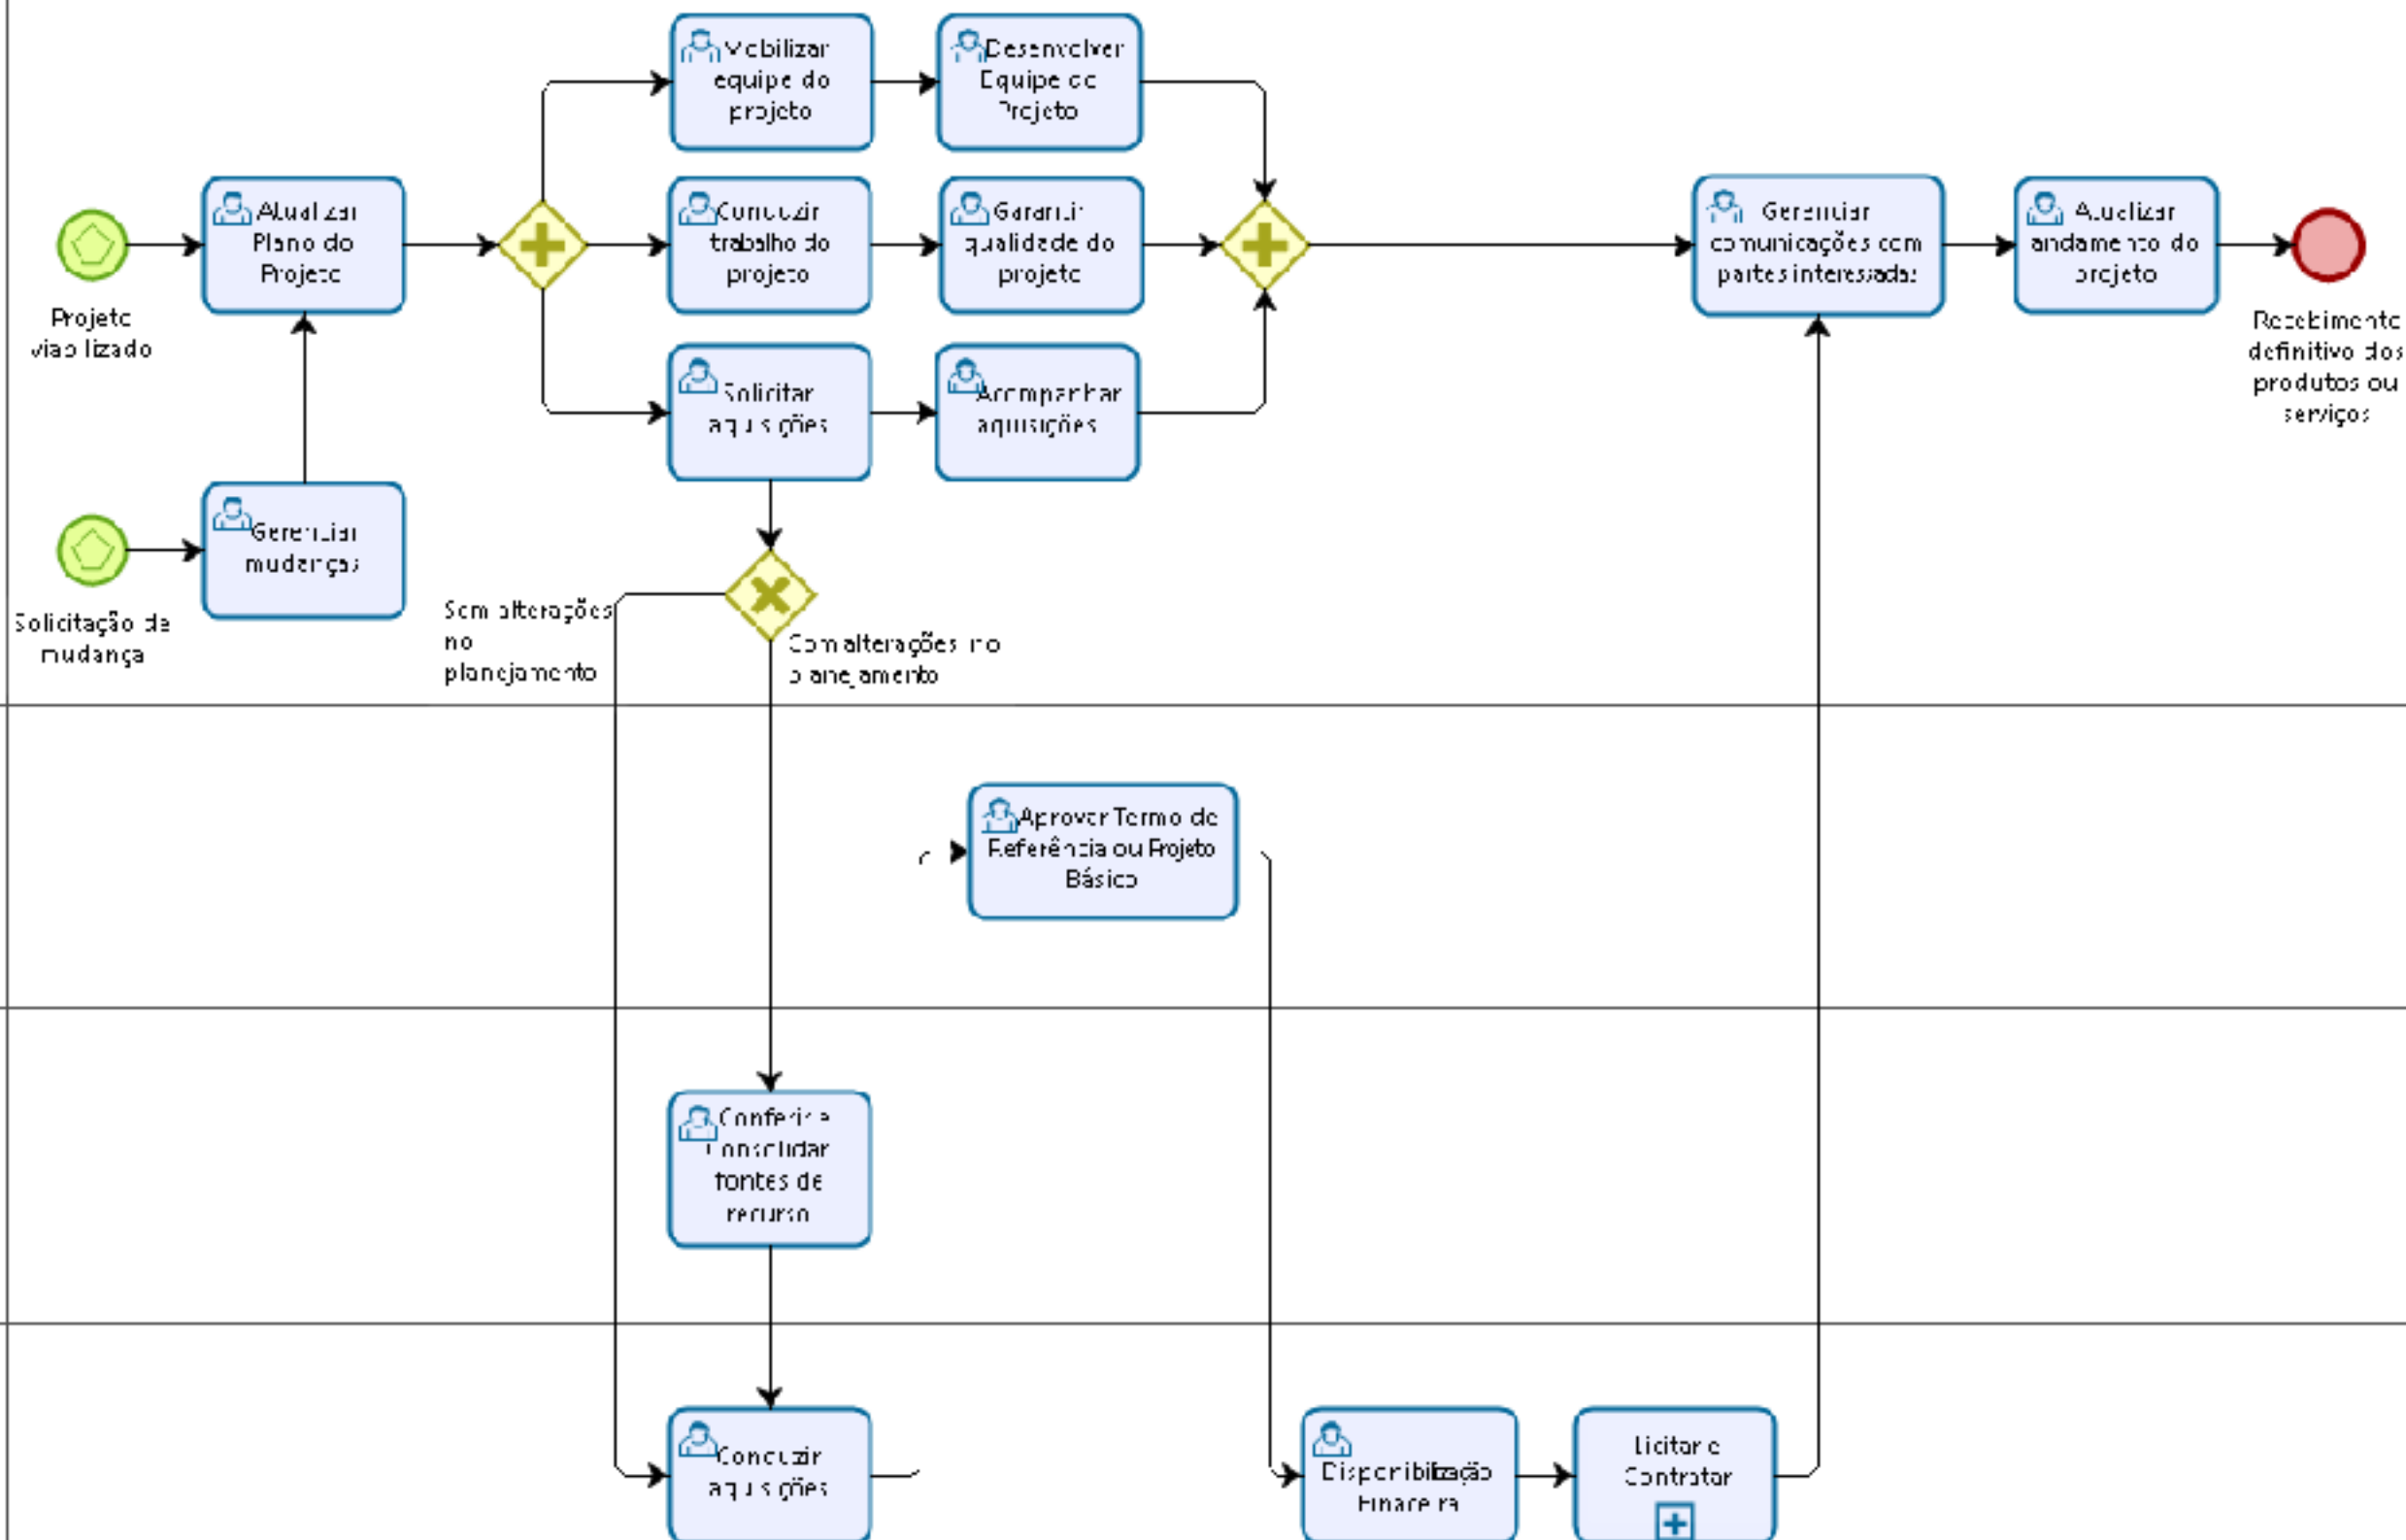 Mobilizar
equipe do
projeto
Desenvolver
Equipe do
Projeto
Atualizar
Plano do
Projeto
Conduzir
trabalho do
projeto
Garantir
qualidade do
projeto
Gerenciar
comunicações com
partes interessadas
Atualizar
andamento do
projeto
Projeto
viabilizado
Recebimento
definitivo dos
produtos ou
serviços
Solicitar
aquisições
Acompanhar
aquisições
Gerenciar
mudanças
Solicitação de
mudança
Sem alterações
no
planejamento
Com alterações no
planejamento
Aprovar Termo de
Referência ou Projeto
Básico
Conferir e
Consolidar
fontes de
recurso
Conduzir
aquisições
Disponibilização
Finaceira
Licitar e
Contratar